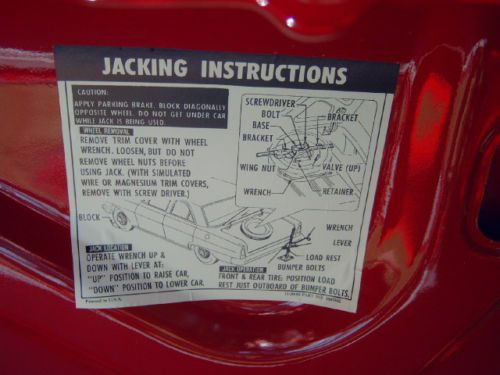 JACKING INSTRUCTIONS
CAUTION:
APPLY PARKING BRAKE, BLOCK DIAGONALLY
OPPOSITE WHEEL. DO NOT GET UNDER CAR
WHILE JACK IS BEING USED.
WHEEL REMOVAL
REMOVE TRIM COVER WITH WHEEL
WRENCH. LOOSEN, BUT DO NOT
REMOVE WHEEL NUTS BEFORE
USING JACK. (WITH SIMULATED
WIRE OR MAGNESIUM TRIM COVERS,
REMOVE WITH SCREW DRIVER.)
SCREWDRIVER
BOLT
BASE
BRACKET
BRACKET
WING NUT
VALVE (UP)
WRENCH
RETAINER
BLOCK
WRENCH
LEVER
LOAD REST
BUMPER BOLTS
JACK LOCATION
OPERATE WRENCH UP &
DOWN WITH LEVER AT:
"UP" POSITION TO RAISE CAR,
"DOWN" POSITION TO LOWER CAR.
JACK OPERATION
FRONT & REAR TIRE: POSITION LOAD
REST JUST OUTBOARD OF BUMPER BOLTS.
Printed in U.S.A.